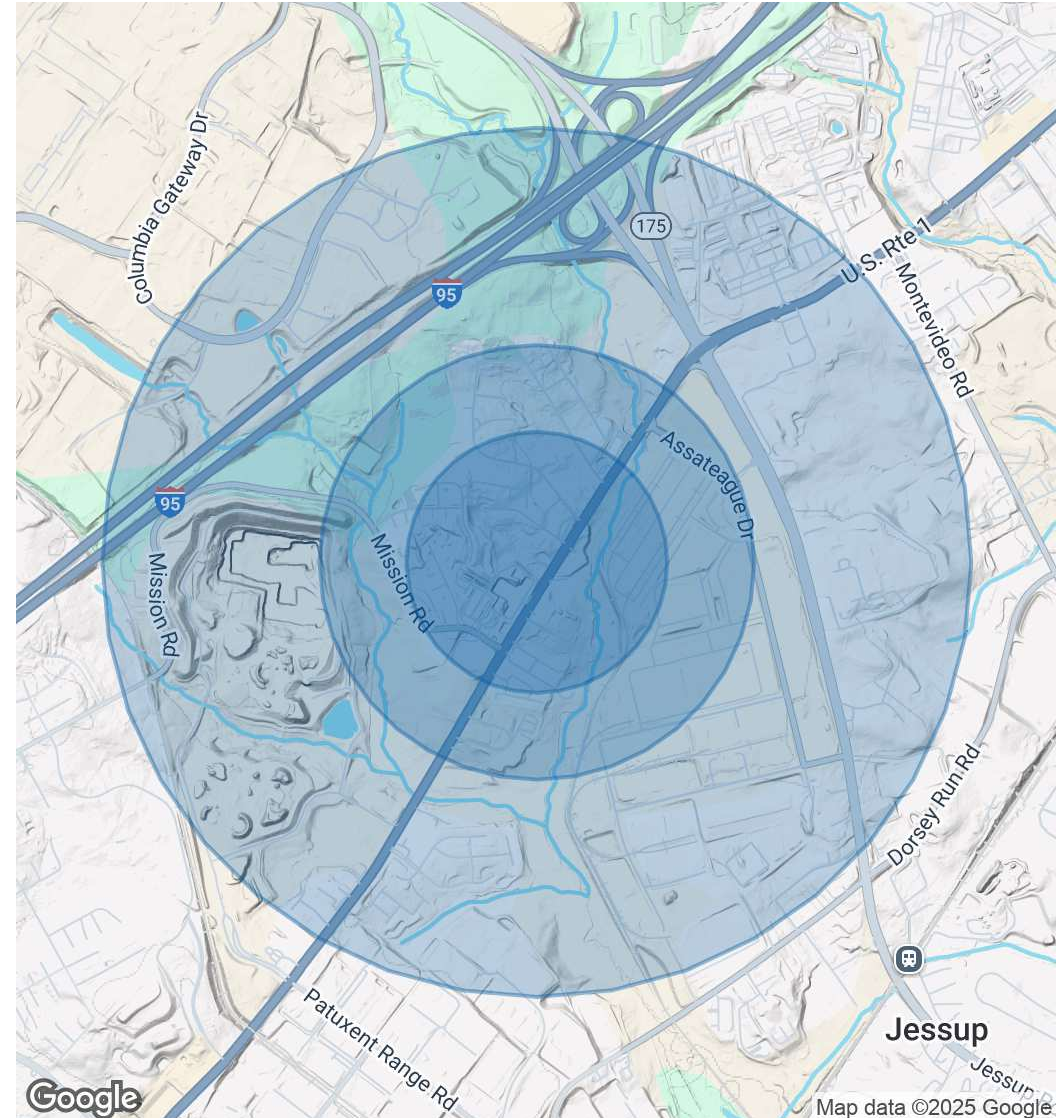 Columbia Gateway Dr
175
U.S. Rte 1
95
Montevideo Rd
Assateague Dr
95
Mission Rd
Mission Rd
Dorsey Run Rd
Jessup
Patuxent Range Rd
Jessup
Google
Map data ©2025 Google